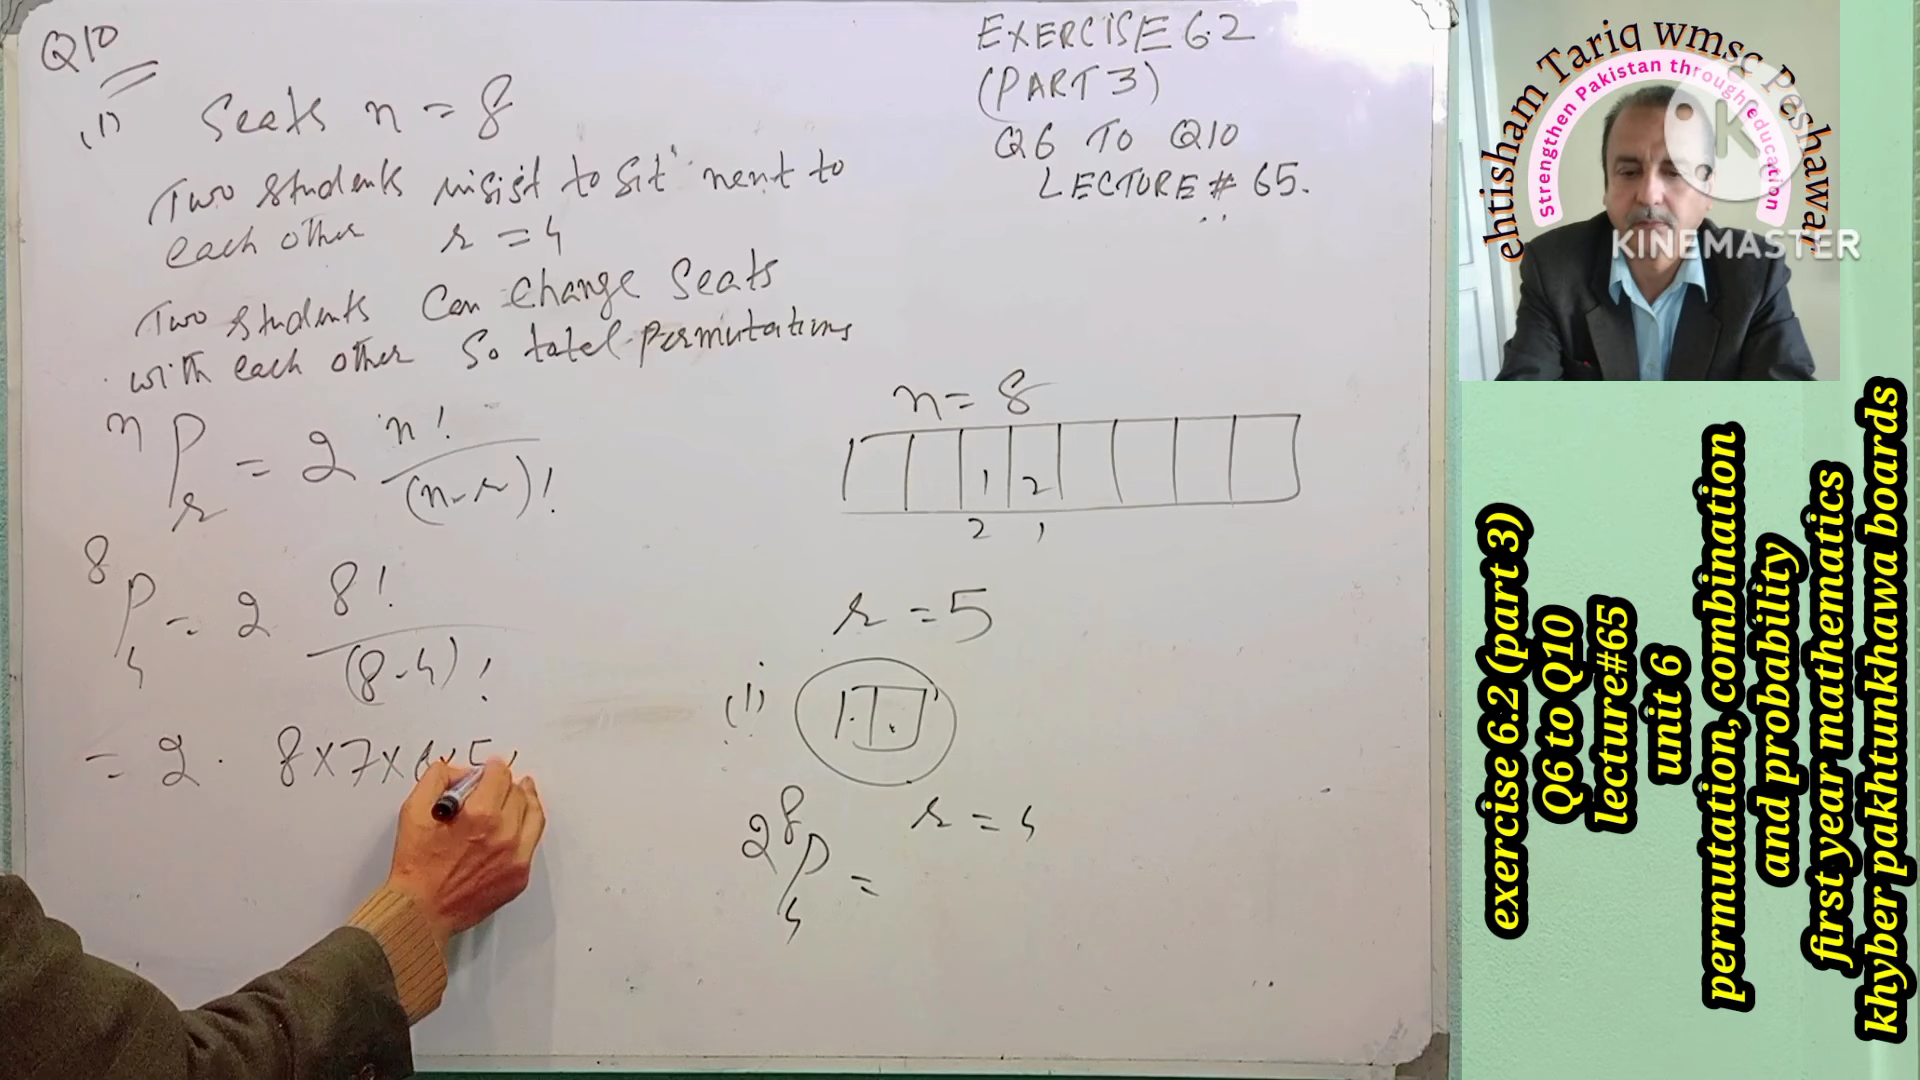 Q10
(1) Seats n = 8
Two students insist to sit next to
each other r = 4
Two students can change seats
with each other So total permutations
nPr = 2 n! / (n-r)!
8P4 = 2 8! / (8-4)!
= 2 . 8×7×6×5
EXERCISE 6.2
(PART 3)
Q6 TO Q10
LECTURE # 65.
n = 8
1 2
2 1
r = 5
(1)
r = 4
2 8P4 =
ehtisham Tariq wmsg Peshawar
Strengthen Pakistan through education
K
KINEMASTER
exercise 6.2 (part 3)
Q6 to Q10
lecture#65
unit 6
permutation, combination
and probability
first year mathematics
khyber pakhtunkhawa boards